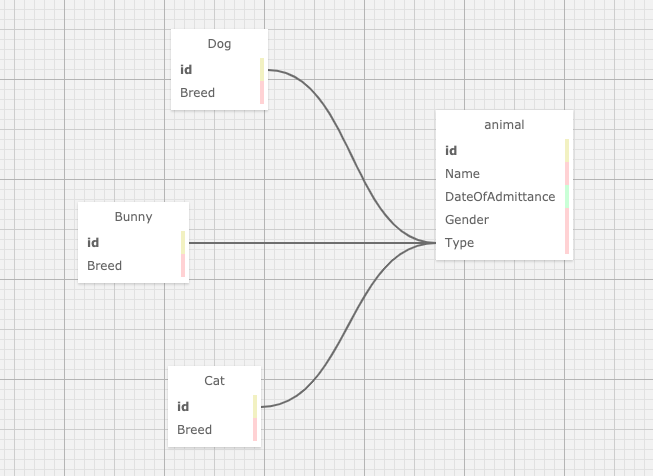 Dog
id
Breed
animal
id
Name
DateOfAdmittance
Gender
Type
Bunny
id
Breed
Cat
id
Breed